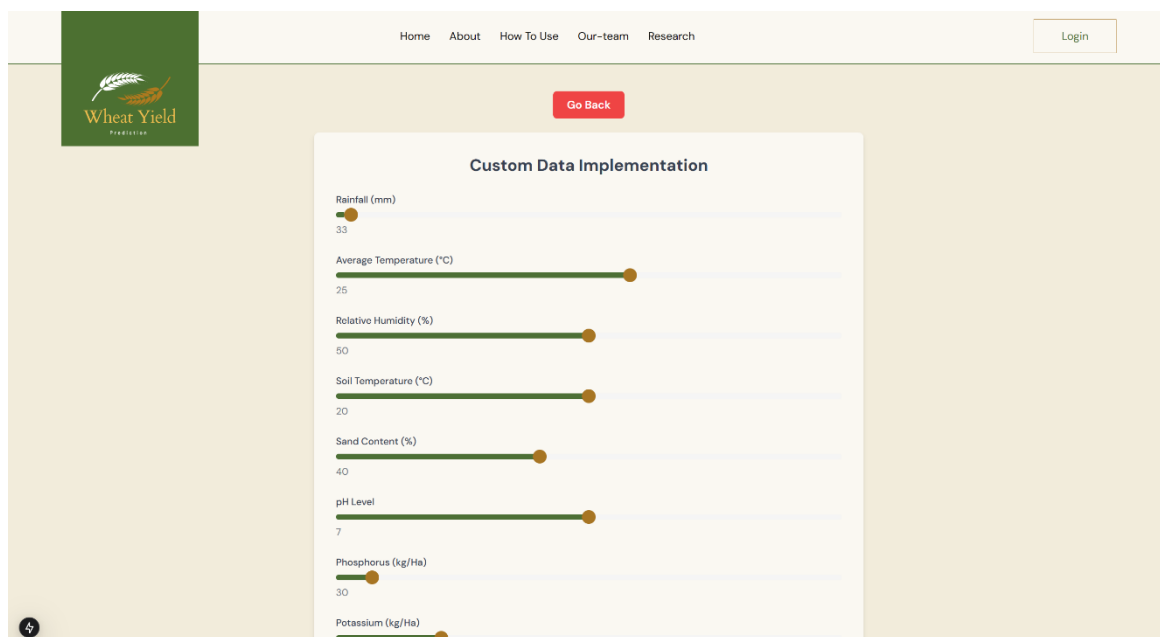 Home About How To Use Our-team Research
Login
Wheat Yield
Prediction
Go Back
Custom Data Implementation
Rainfall (mm)
33
Average Temperature (°C)
25
Relative Humidity (%)
50
Soil Temperature (°C)
20
Sand Content (%)
40
pH Level
7
Phosphorus (kg/Ha)
30
Potassium (kg/Ha)